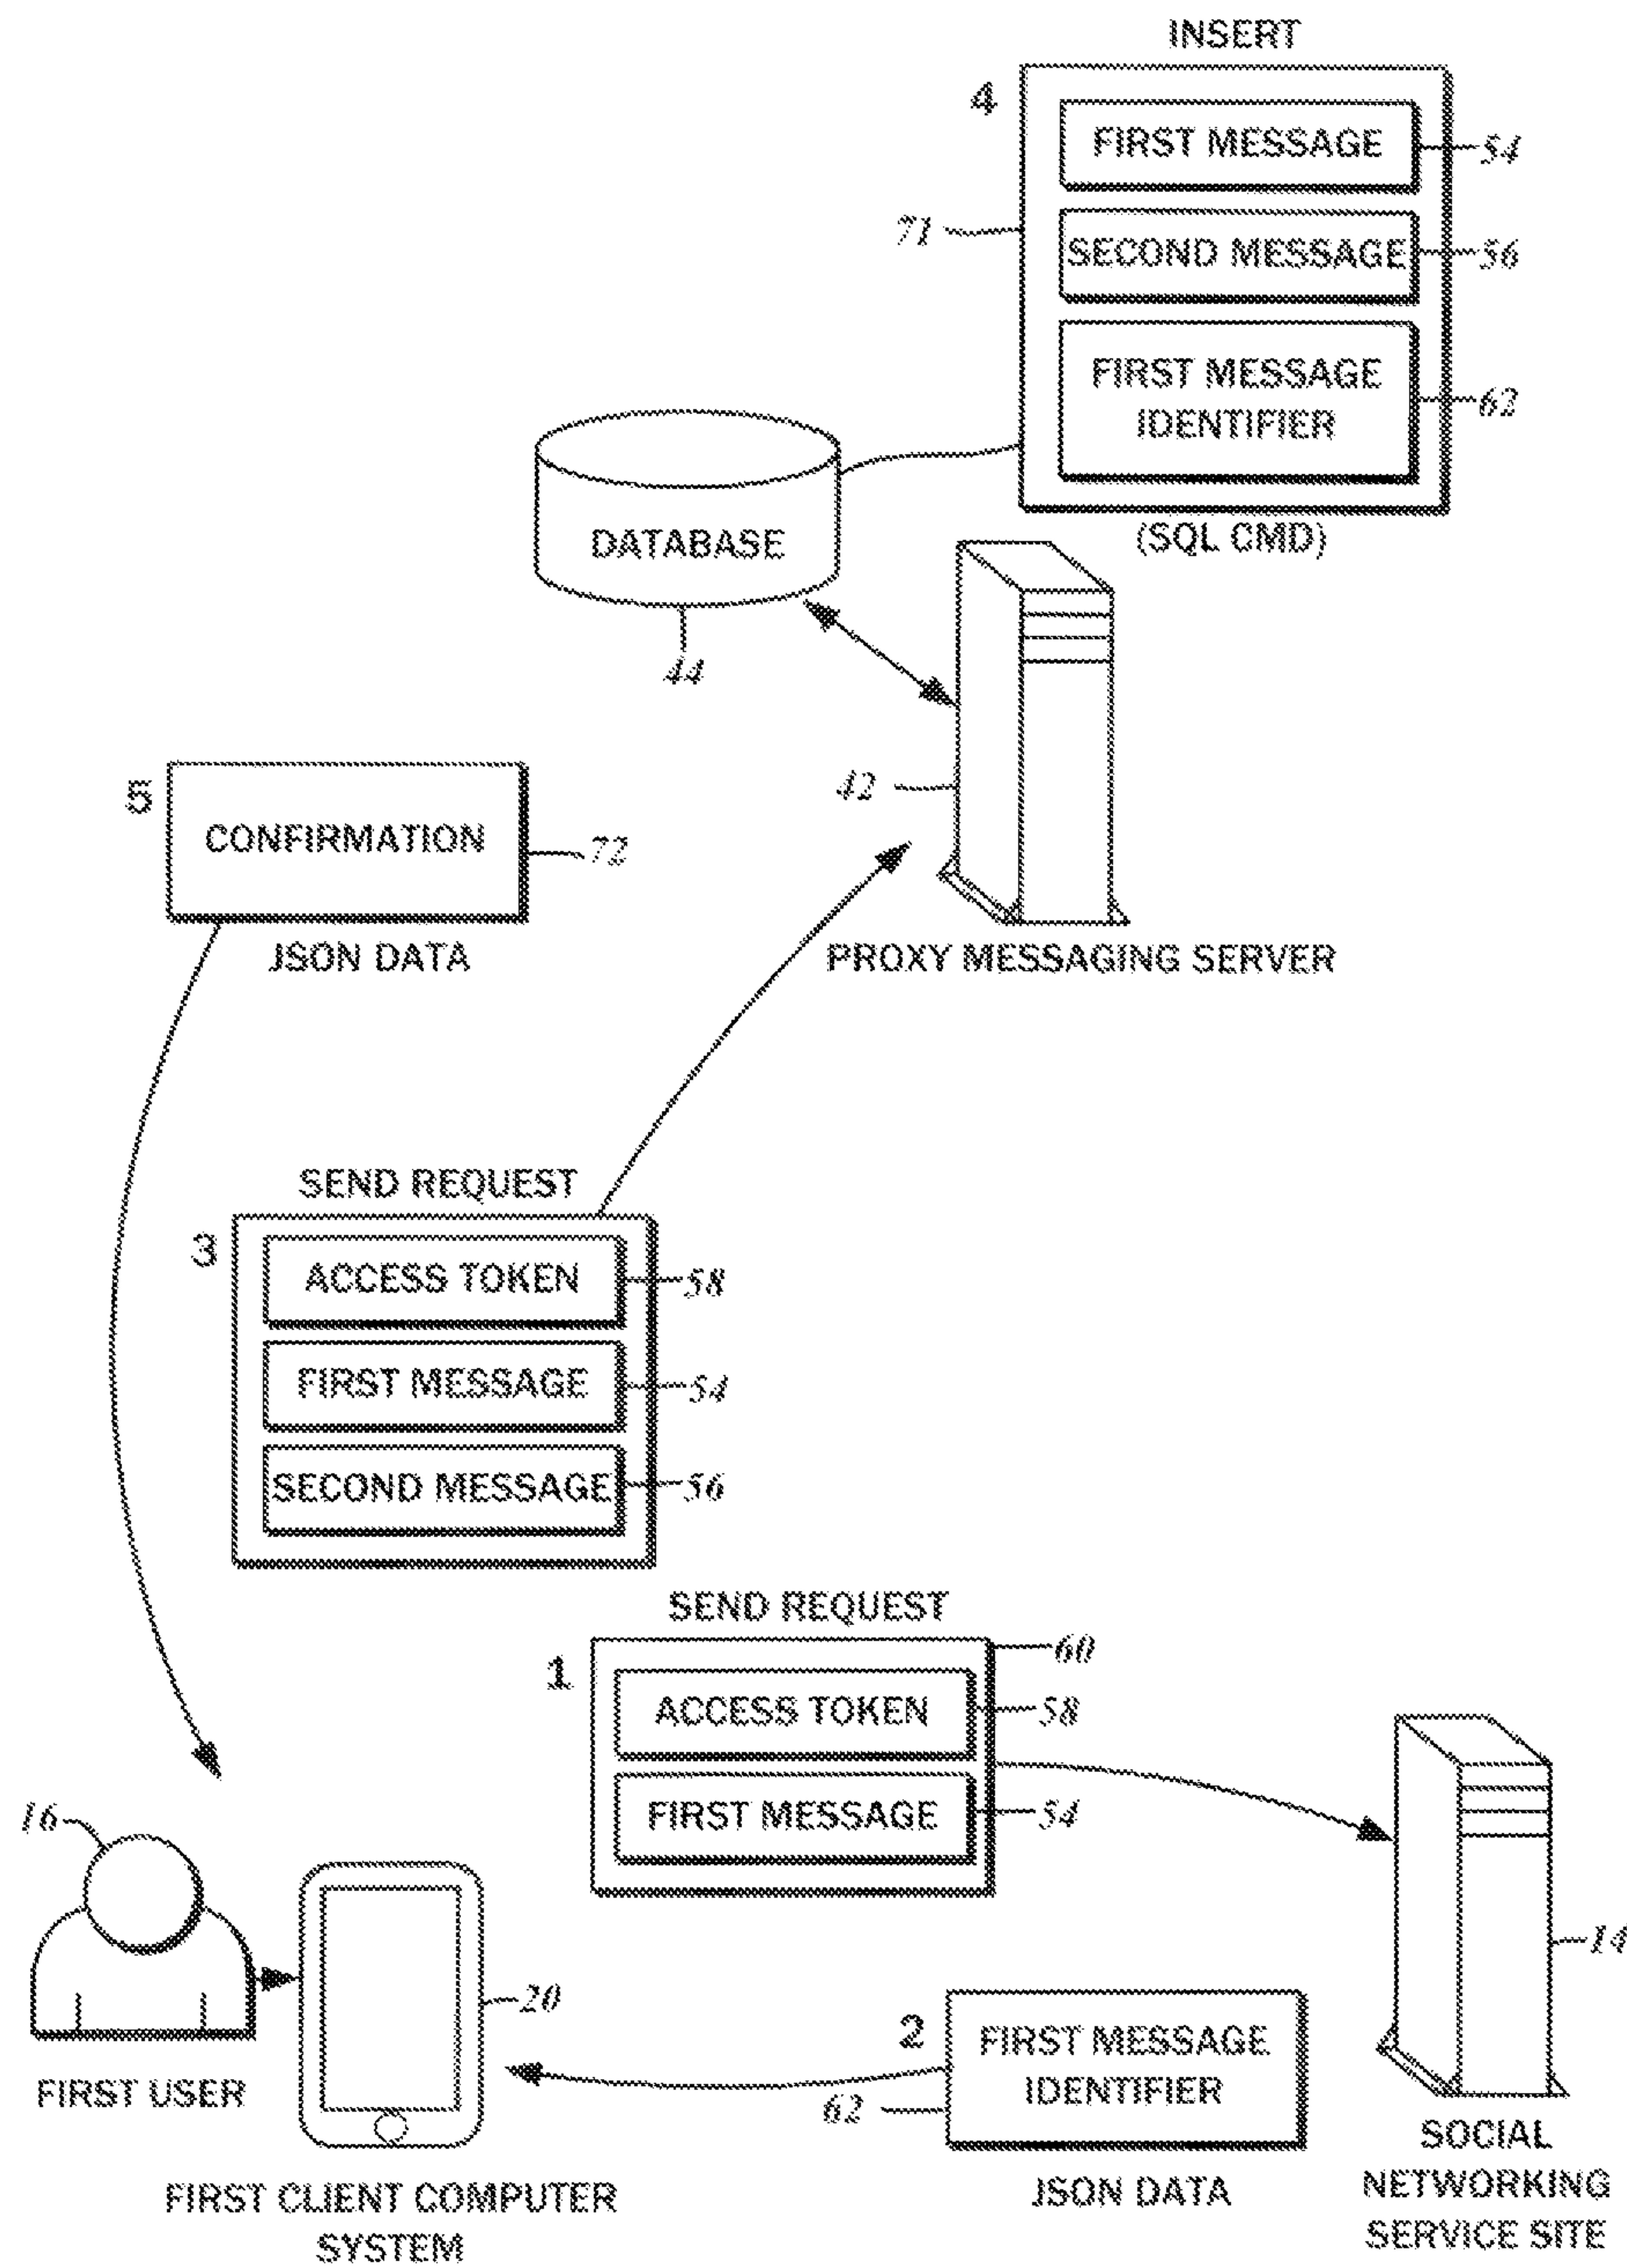 INSERT
4
FIRST MESSAGE
54
71
SECOND MESSAGE
56
FIRST MESSAGE
IDENTIFIER
62
(SQL CMD)
DATABASE
44
42
PROXY MESSAGING SERVER
5
CONFIRMATION
72
JSON DATA
SEND REQUEST
3
ACCESS TOKEN
58
FIRST MESSAGE
54
SECOND MESSAGE
56
SEND REQUEST
60
1
ACCESS TOKEN
58
FIRST MESSAGE
54
16
FIRST USER
20
FIRST CLIENT COMPUTER
SYSTEM
2
FIRST MESSAGE
IDENTIFIER
62
JSON DATA
14
SOCIAL
NETWORKING
SERVICE SITE